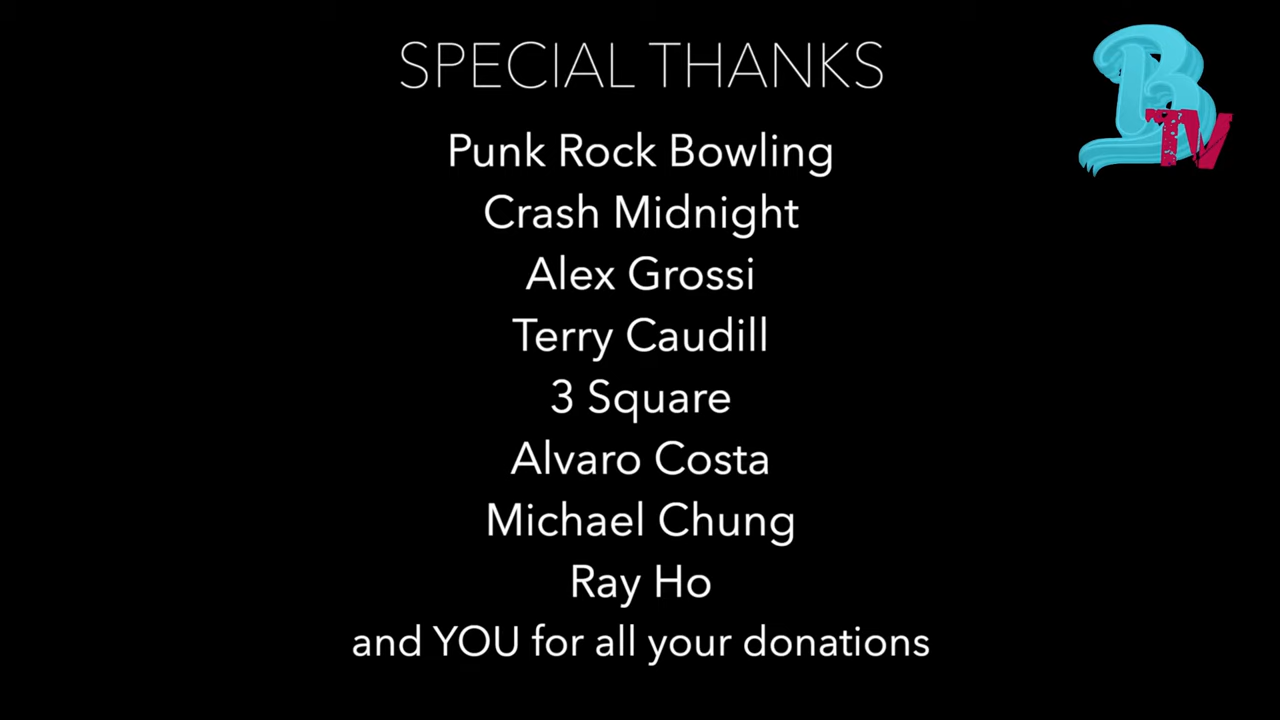 SPECIAL THANKS
B
TV
Punk Rock Bowling
Crash Midnight
Alex Grossi
Terry Caudill
3 Square
Alvaro Costa
Michael Chung
Ray Ho
and YOU for all your donations